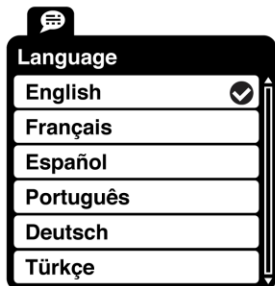 Language
English
Français
Español
Português
Deutsch
Türkçe